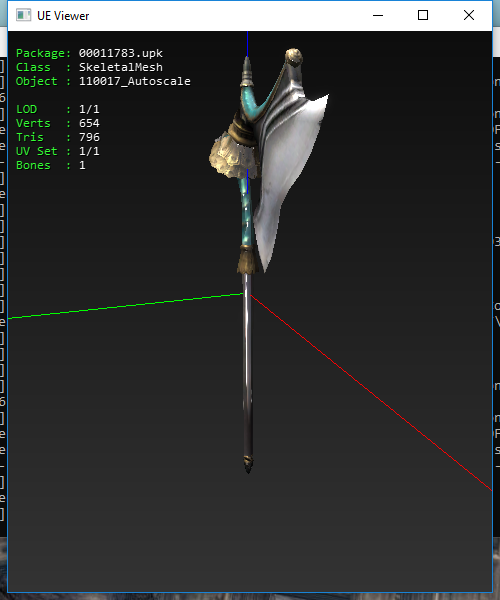 UE Viewer
Package: 00011783.upk
Class : SkeletalMesh
Object : 110017_Autoscale
LOD : 1/1
Verts : 654
Tris : 796
UV Set : 1/1
Bones : 1